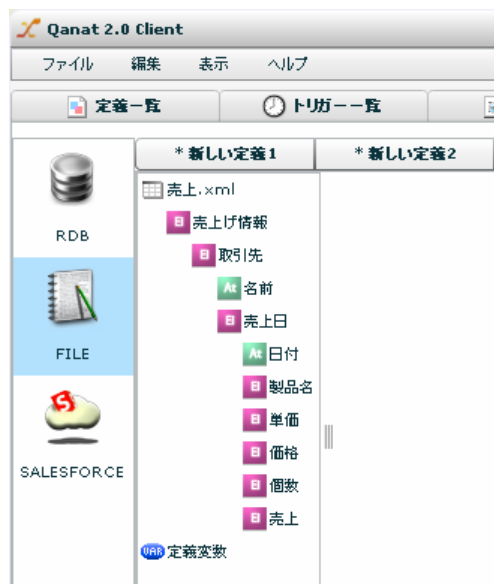 Qanat 2.0 Client
ファイル 編集 表示 ヘルプ
定義一覧 トリガー一覧
* 新しい定義1 * 新しい定義2
売上.xml
売上げ情報
RDB
取引先
At 名前
E 売上日
FILE
At 日付
E 製品名
E 単価
E 価格
SALESFORCE
E 個数
E 売上
VAR 定義変数